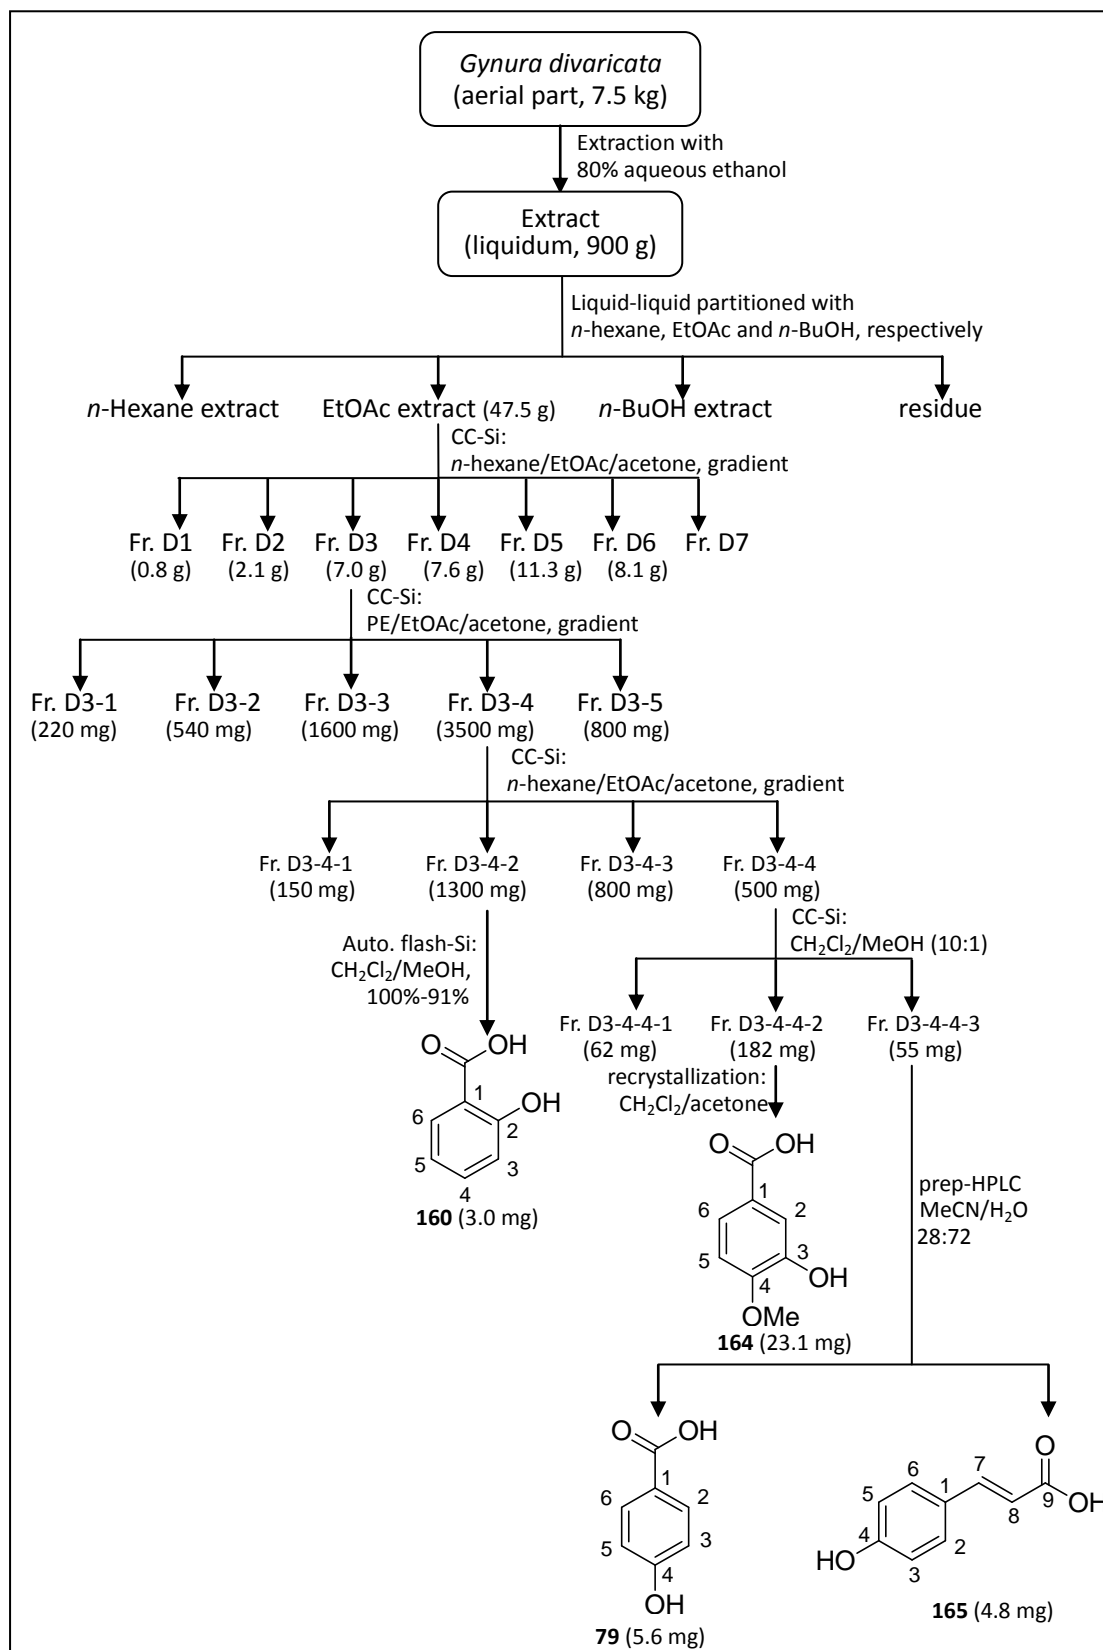 Gynura divaricata
(aerial part, 7.5 kg)
Extraction with
80% aqueous ethanol
Extract
(liquidum, 900 g)
Liquid-liquid partitioned with
n-hexane, EtOAc and n-BuOH, respectively
n-Hexane extract EtOAc extract (47.5 g) n-BuOH extract residue
CC-Si:
n-hexane/EtOAc/acetone, gradient
Fr. D1 Fr. D2 Fr. D3 Fr. D4 Fr. D5 Fr. D6 Fr. D7
(0.8 g) (2.1 g) (7.0 g) (7.6 g) (11.3 g) (8.1 g)
CC-Si:
PE/EtOAc/acetone, gradient
Fr. D3-1 Fr. D3-2 Fr. D3-3 Fr. D3-4 Fr. D3-5
(220 mg) (540 mg) (1600 mg) (3500 mg) (800 mg)
CC-Si:
n-hexane/EtOAc/acetone, gradient
Fr. D3-4-1 Fr. D3-4-2 Fr. D3-4-3 Fr. D3-4-4
(150 mg) (1300 mg) (800 mg) (500 mg)
CC-Si:
CH₂Cl₂/MeOH (10:1)
Auto. flash-Si:
CH₂Cl₂/MeOH,
100%-91%
Fr. D3-4-4-1 Fr. D3-4-4-2 Fr. D3-4-4-3
(62 mg) (182 mg) (55 mg)
recrystallization:
CH₂Cl₂/acetone
O OH
1
OH
6
2
5 3
4
160 (3.0 mg)
O OH
1
6 2
5 3
4 OH
OMe
164 (23.1 mg)
prep-HPLC
MeCN/H₂O
28:72
O OH
1
6 2
5 3
4
OH
79 (5.6 mg)
O
6 7
5 1 9
8 OH
4 2
HO 3
165 (4.8 mg)